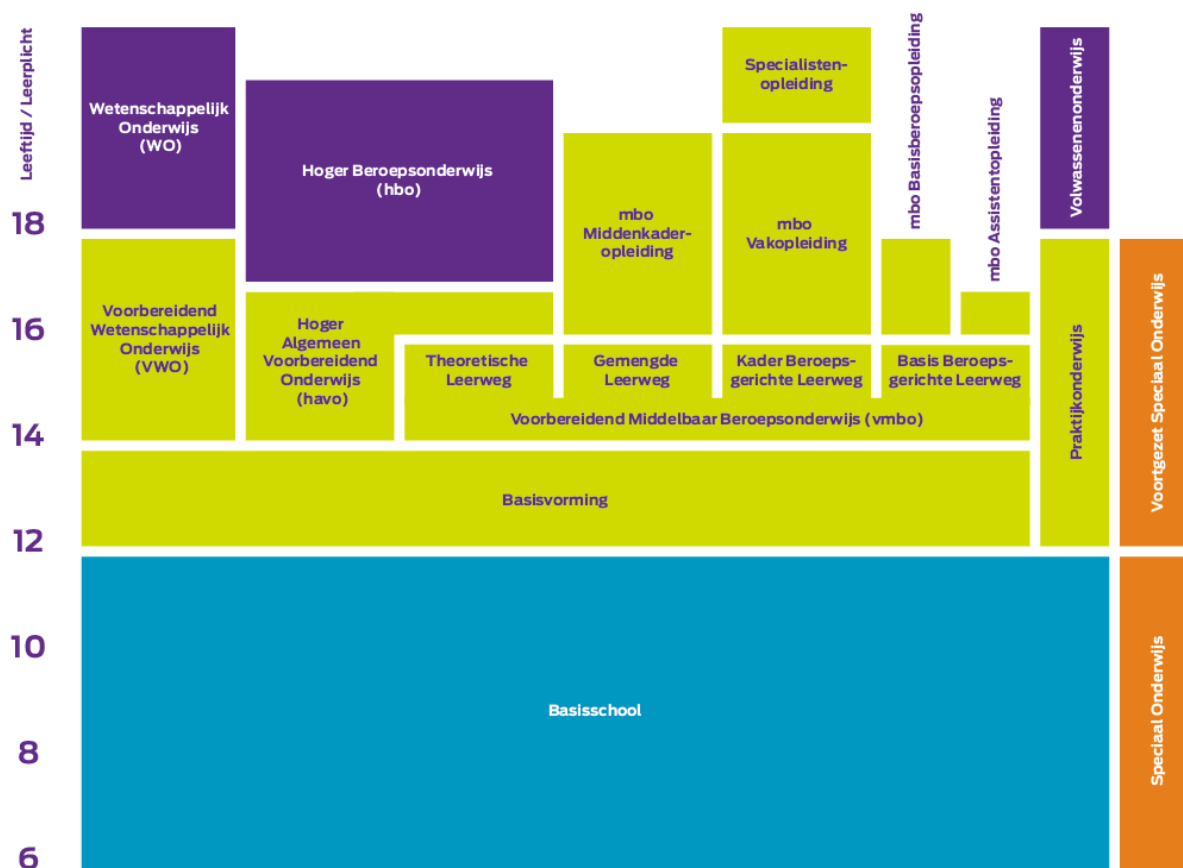 Leeftijd / Leerplicht
18
16
14
12
10
8
6
Wetenschappelijk
Onderwijs
(WO)
Hoger Beroepsonderwijs
(hbo)
mbo
Middenkader-
opleiding
Specialisten-
opleiding
mbo
Vakopleiding
mbo Basisberoepsopleiding
mbo Assistentopleiding
Volwassenenonderwijs
Voorbereidend
Wetenschappelijk
Onderwijs
(VWO)
Hoger
Algemeen
Voorbereidend
Onderwijs
(havo)
Theoretische
Leerweg
Gemengde
Leerweg
Kader Beroeps-
gerichte Leerweg
Basis Beroeps-
gerichte Leerweg
Voorbereidend Middelbaar Beroepsonderwijs (vmbo)
Praktijkonderwijs
Voortgezet Speciaal Onderwijs
Basisvorming
Basisschool
Speciaal Onderwijs